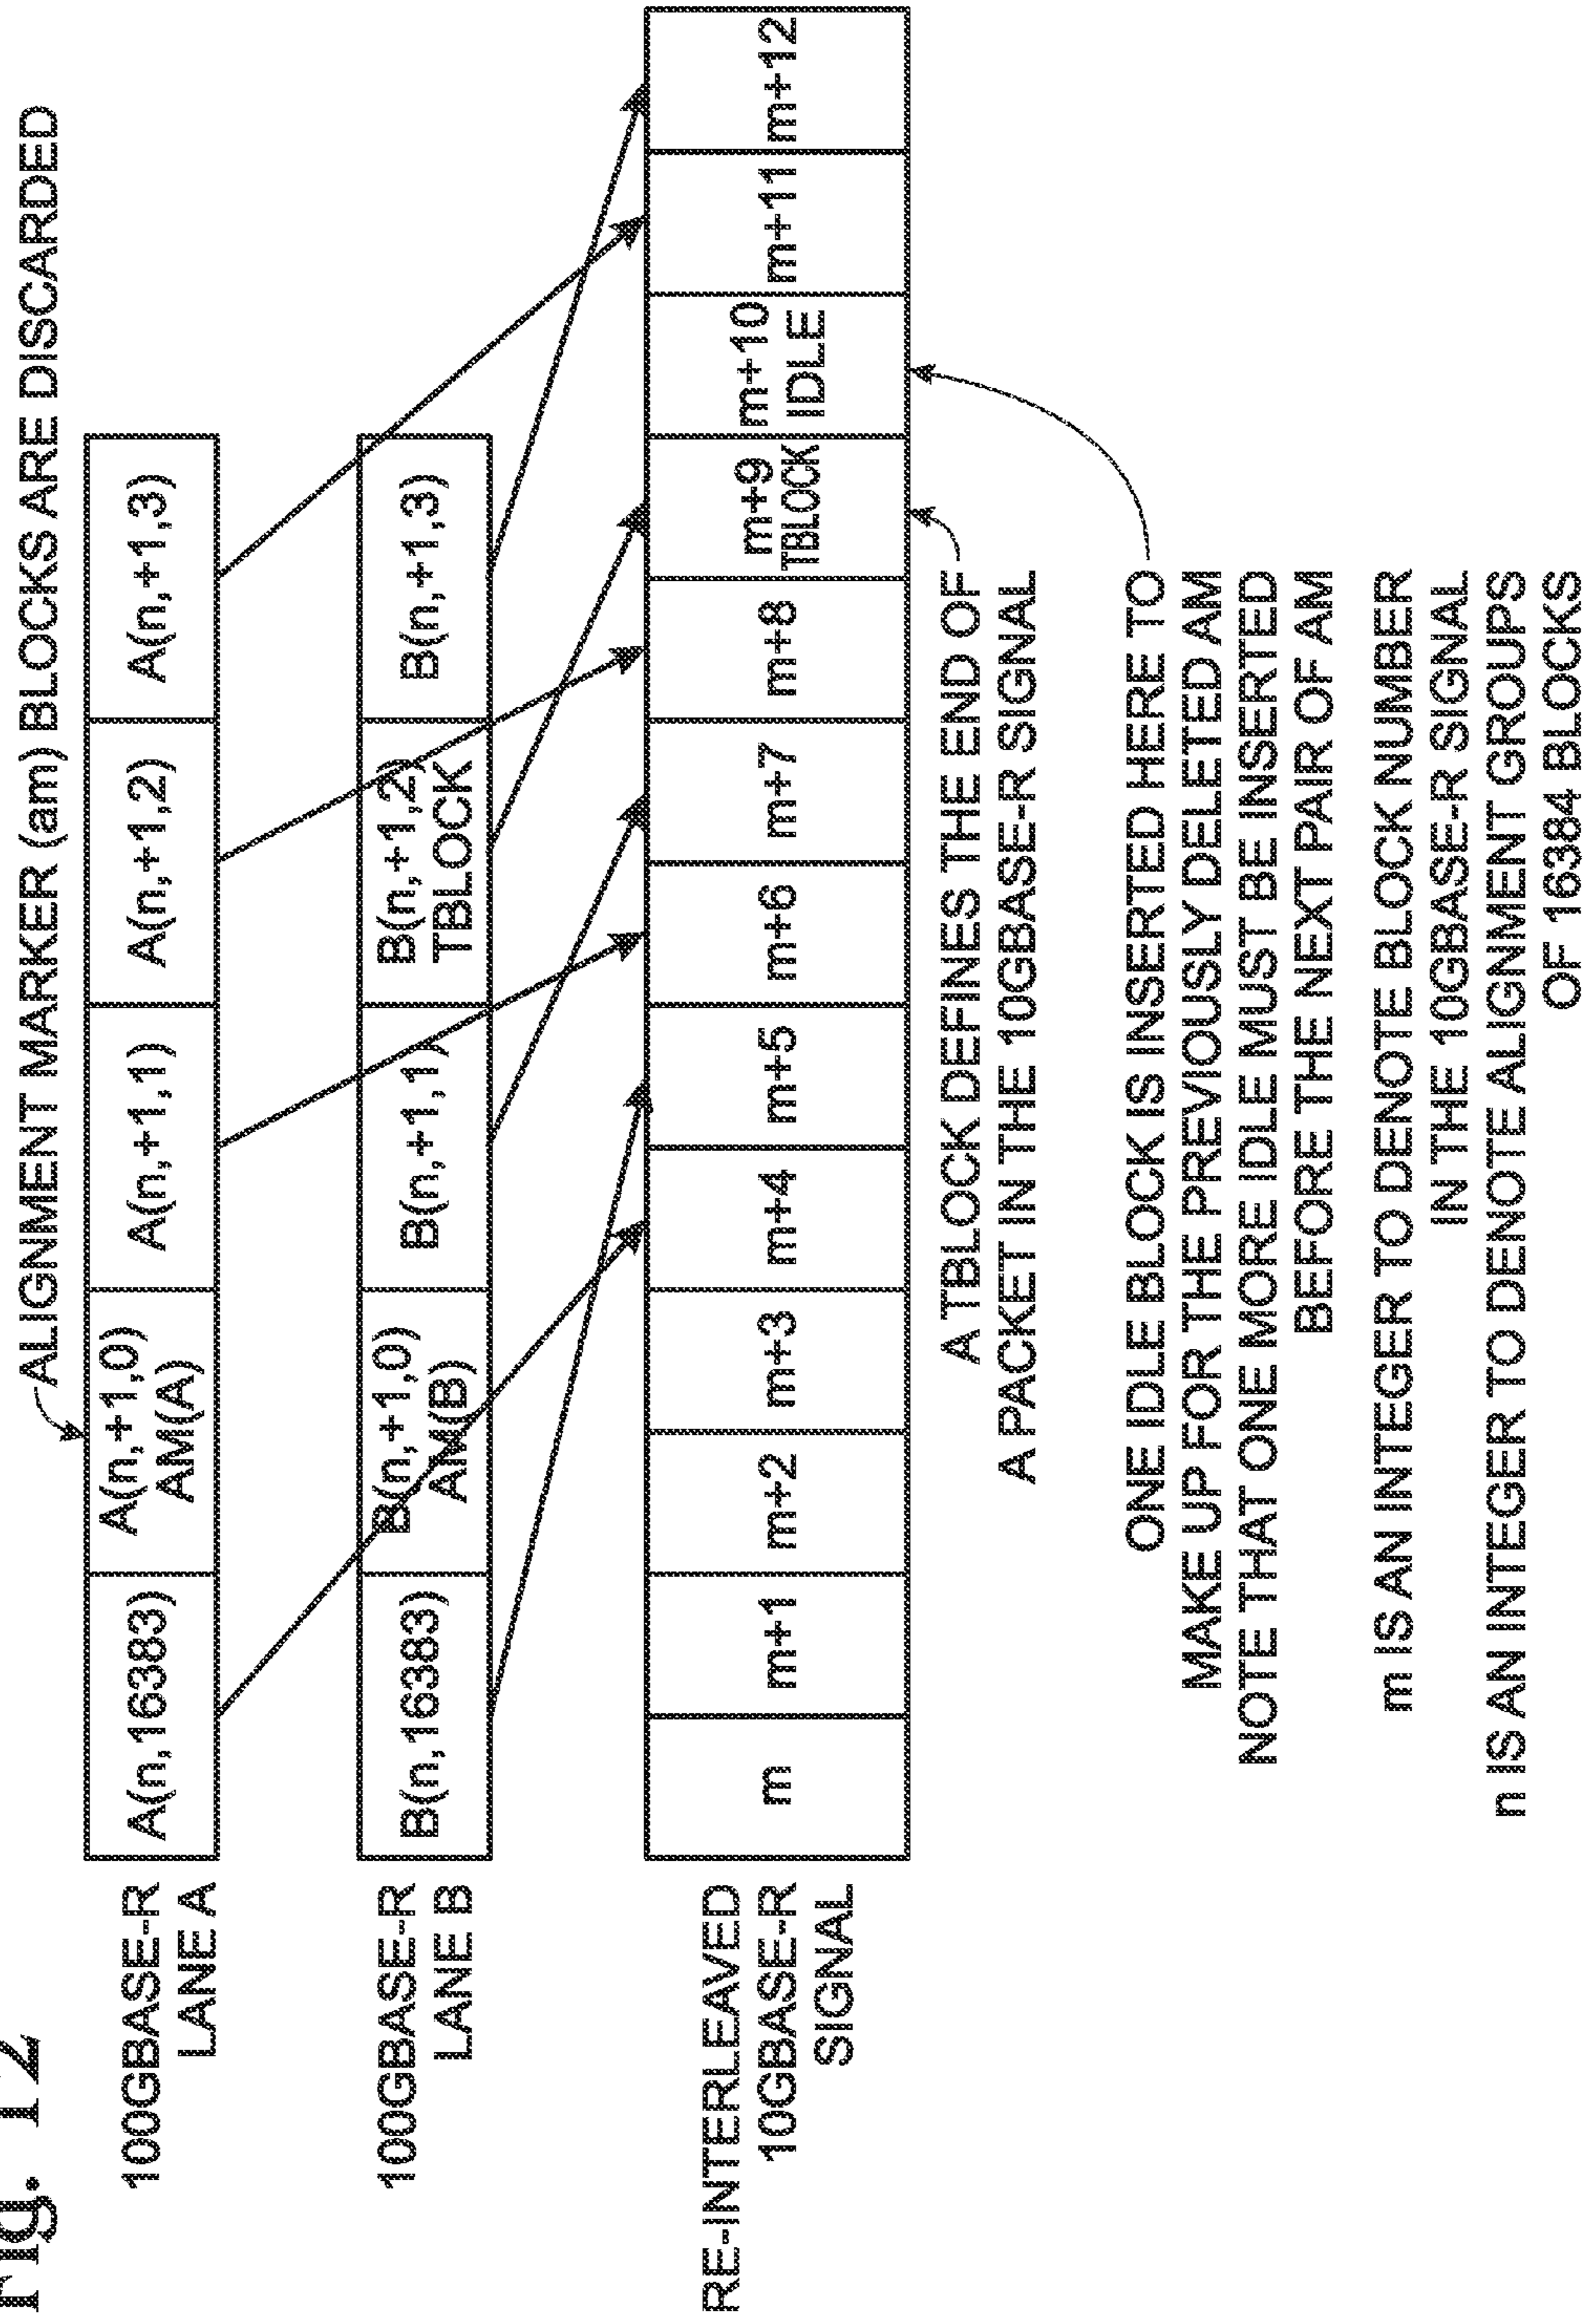 Fig. 12
ALIGNMENT MARKER (am) BLOCKS ARE DISCARDED
100GBASE-R
LANE A
A(n,16383)
A(n,+1,0)
AM(A)
A(n,+1,1)
A(n,+1,2)
A(n,+1,3)
100GBASE-R
LANE B
B(n,16383)
B(n,+1,0)
AM(B)
B(n,+1,1)
B(n,+1,2)
TBLOCK
B(n,+1,3)
RE-INTERLEAVED
10GBASE-R
SIGNAL
m
m+1
m+2
m+3
m+4
m+5
m+6
m+7
m+8
m+9
TBLOCK
m+10
IDLE
m+11
m+12
A TBLOCK DEFINES THE END OF
A PACKET IN THE 10GBASE-R SIGNAL
ONE IDLE BLOCK IS INSERTED HERE TO
MAKE UP FOR THE PREVIOUSLY DELETED AM
NOTE THAT ONE MORE IDLE MUST BE INSERTED
BEFORE THE NEXT PAIR OF AM
m IS AN INTEGER TO DENOTE BLOCK NUMBER
IN THE 10GBASE-R SIGNAL
n IS AN INTEGER TO DENOTE ALIGNMENT GROUPS
OF 16384 BLOCKS